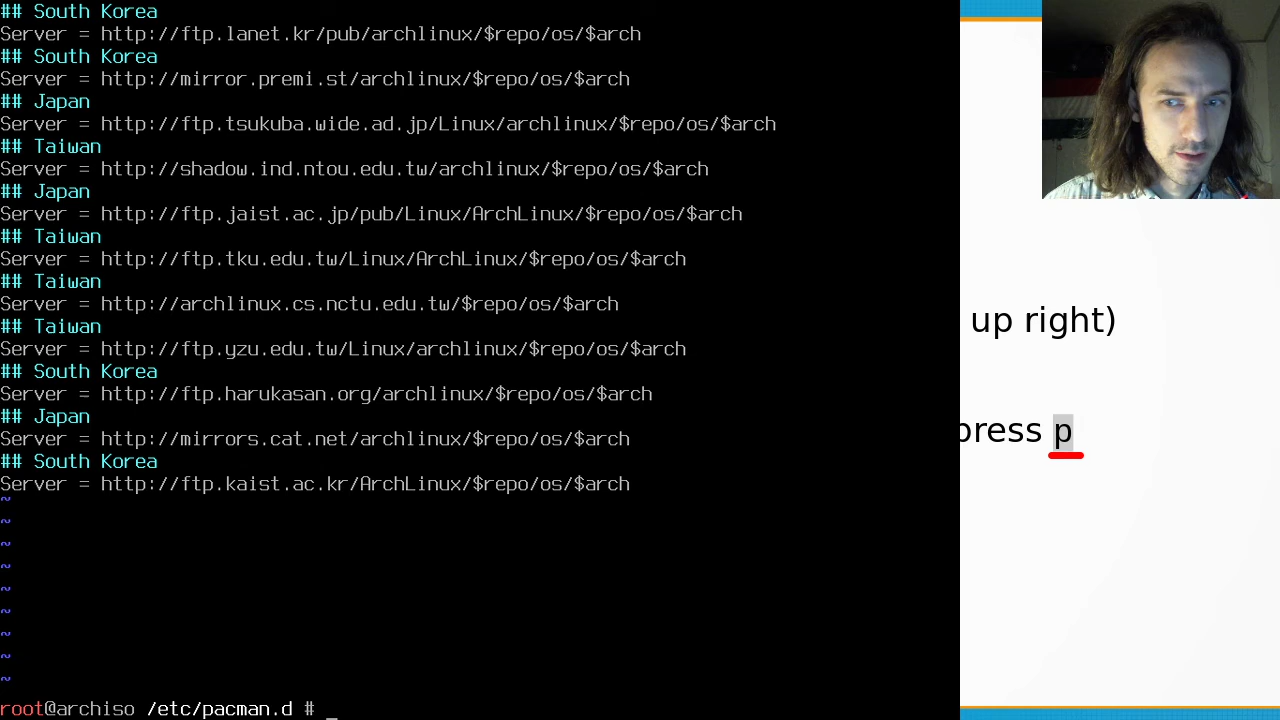 ## South Korea
Server = http://ftp.lanet.kr/pub/archlinux/$repo/os/$arch
## South Korea
Server = http://mirror.premi.st/archlinux/$repo/os/$arch
## Japan
Server = http://ftp.tsukuba.wide.ad.jp/Linux/archlinux/$repo/os/$arch
## Taiwan
Server = http://shadow.ind.ntou.edu.tw/archlinux/$repo/os/$arch
## Japan
Server = http://ftp.jaist.ac.jp/pub/Linux/ArchLinux/$repo/os/$arch
## Taiwan
Server = http://ftp.tku.edu.tw/Linux/ArchLinux/$repo/os/$arch
## Taiwan
Server = http://archlinux.cs.nctu.edu.tw/$repo/os/$arch
## Taiwan
Server = http://ftp.yzu.edu.tw/Linux/archlinux/$repo/os/$arch
## South Korea
Server = http://ftp.harukasan.org/archlinux/$repo/os/$arch
## Japan
Server = http://mirrors.cat.net/archlinux/$repo/os/$arch
## South Korea
Server = http://ftp.kaist.ac.kr/ArchLinux/$repo/os/$arch
~
~
~
~
~
~
~
~
~
root@archiso /etc/pacman.d # _
up right)
press p